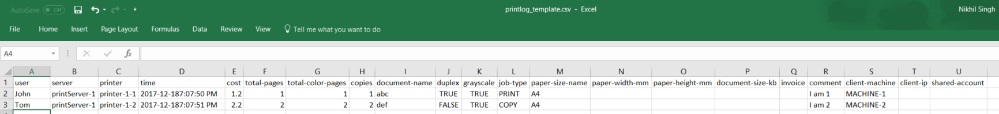 AutoSave Off printlog_template.csv - Excel Nikhil Singh
File Home Insert Page Layout Formulas Data Review View Tell me what you want to do
A4 fx
A B C D E F G H I J K L M N O P Q R S T U
1 user server printer time cost total-pages total-color-pages copies document-name duplex grayscale job-type paper-size-name paper-width-mm paper-height-mm document-size-kb invoice comment client-machine client-ip shared-account
2 John printServer-1 printer-1-1 2017-12-187:07:50 PM 1.2 1 1 1 abc TRUE TRUE PRINT A4 I am 1 MACHINE-1
3 Tom printServer-1 printer-1-2 2017-12-187:07:51 PM 2.2 2 2 2 def FALSE TRUE COPY A4 I am 2 MACHINE-2